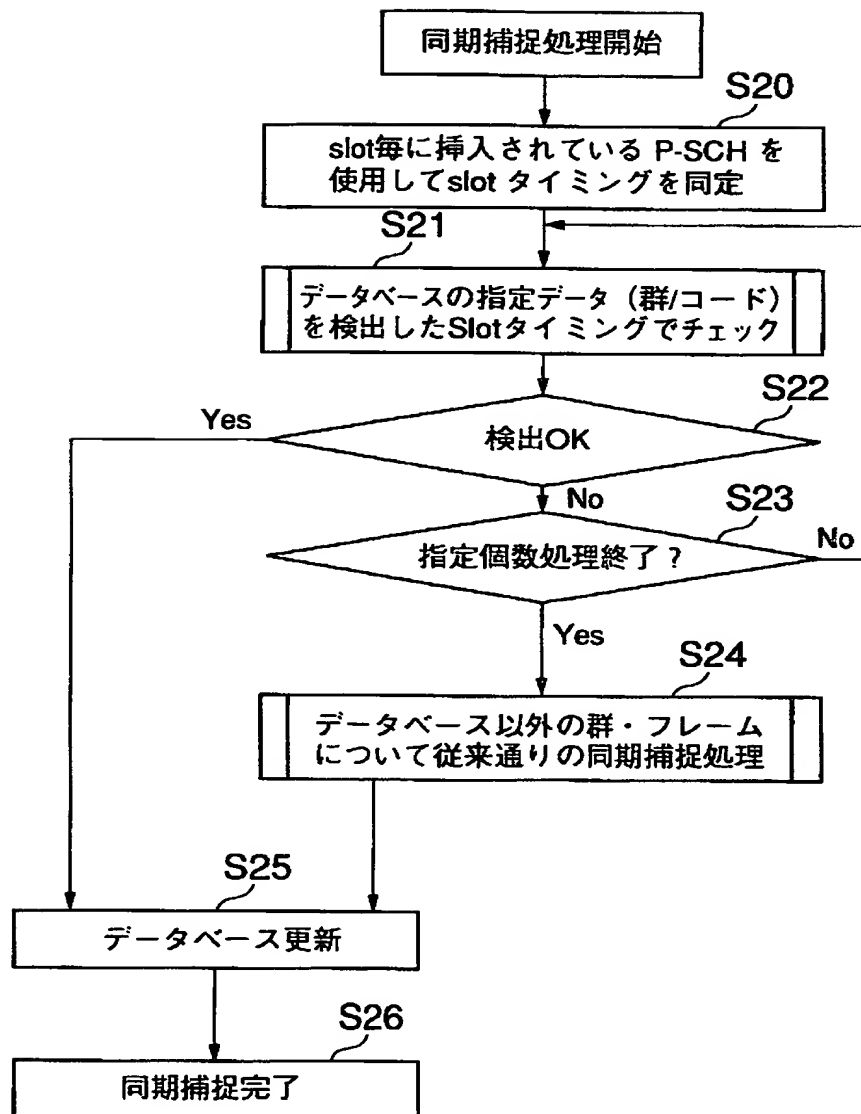 同期捕捉処理開始
S20
slot毎に挿入されている P-SCH を
使用してslot タイミングを同定
S21
データベースの指定データ（群/コード）
を検出したSlotタイミングでチェック
S22
Yes
検出OK
No
S23
指定個数処理終了？
No
Yes
S24
データベース以外の群・フレーム
について従来通りの同期捕捉処理
S25
データベース更新
S26
同期捕捉完了